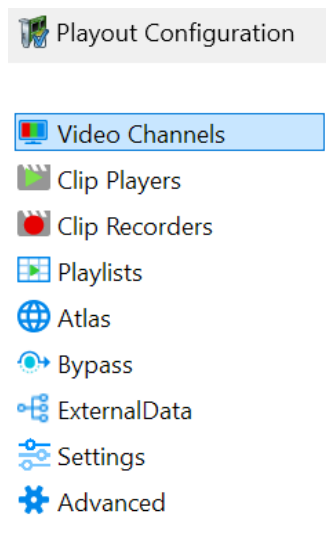 Playout Configuration
Video Channels
Clip Players
Clip Recorders
Playlists
Atlas
Bypass
ExternalData
Settings
Advanced